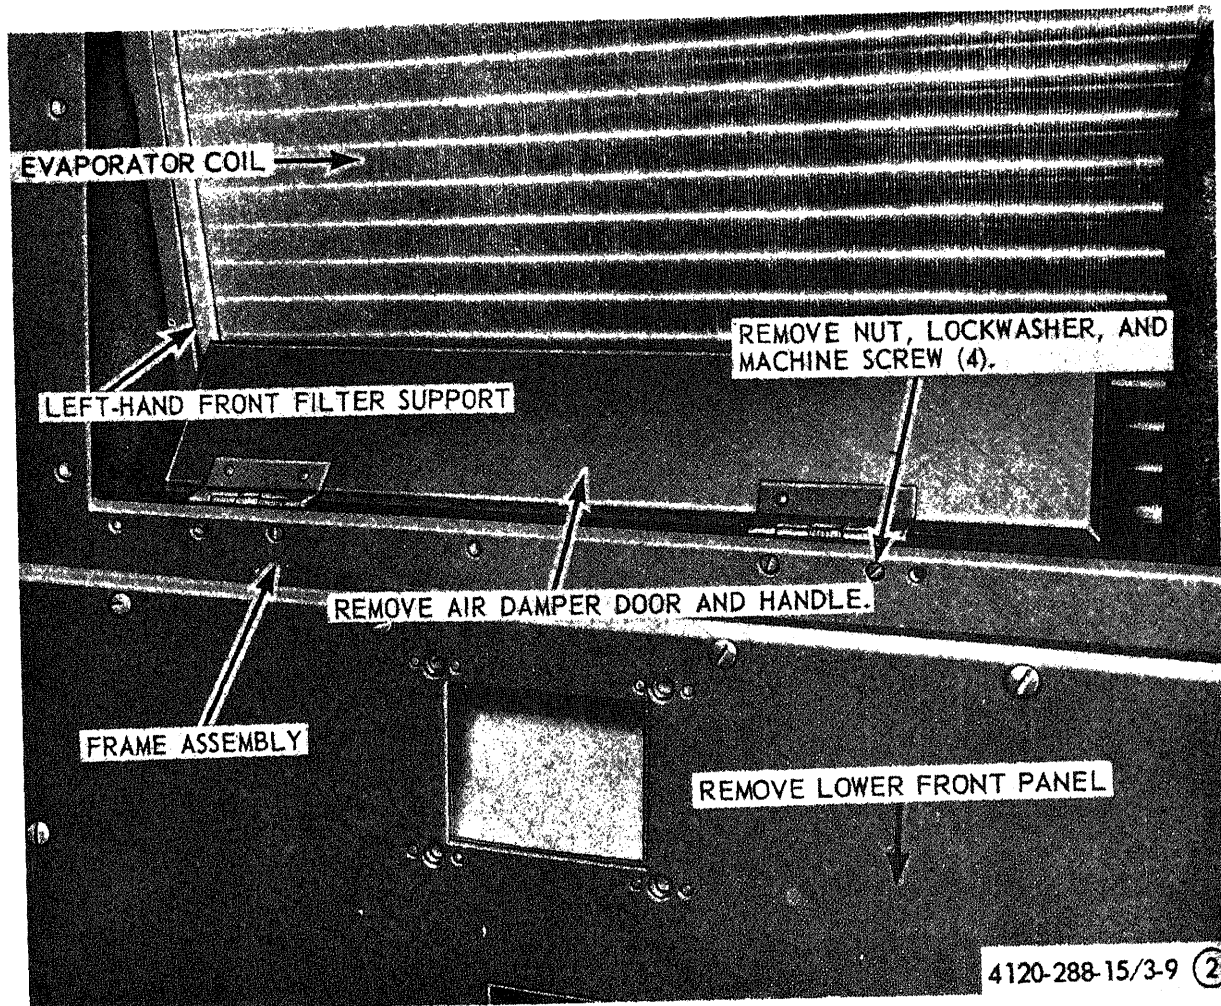 EVAPORATOR COIL
REMOVE NUT, LOCKWASHER, AND
MACHINE SCREW (4).
LEFT-HAND FRONT FILTER SUPPORT
REMOVE AIR DAMPER DOOR AND HANDLE.
FRAME ASSEMBLY
REMOVE LOWER FRONT PANEL
4120-288-15/3-9 ②